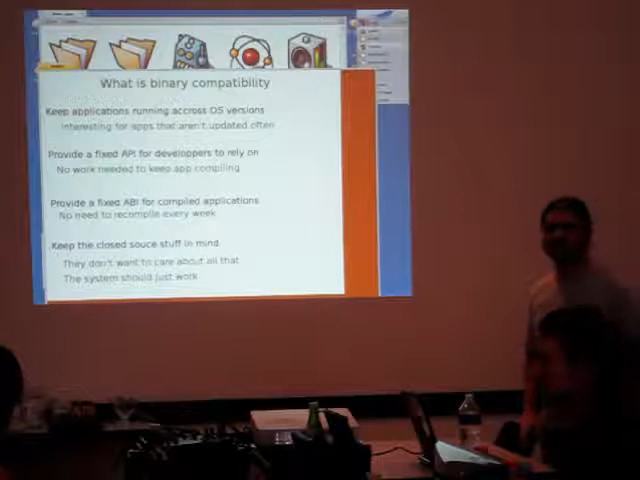 What is binary compatibility
Keep applications running accross OS versions
Interesting for apps that aren't updated often
Provide a fixed API for developpers to rely on
No work needed to keep app compiling
Provide a fixed ABI for compiled applications
No need to recompile every week
Keep the closed souce stuff in mind
They don't want to care about all that
The system should just work